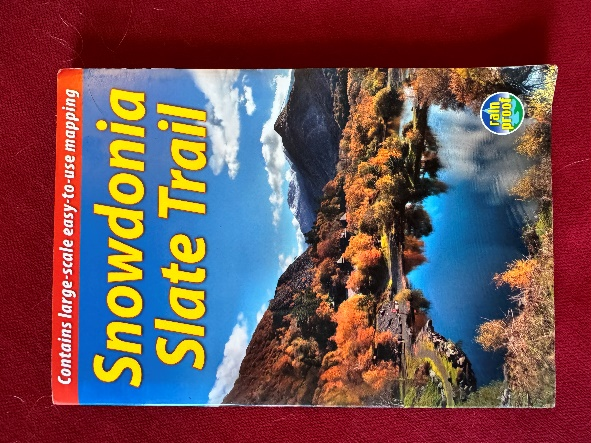 Contains large-scale easy-to-use mapping
Snowdonia
Slate Trail
rain
proof